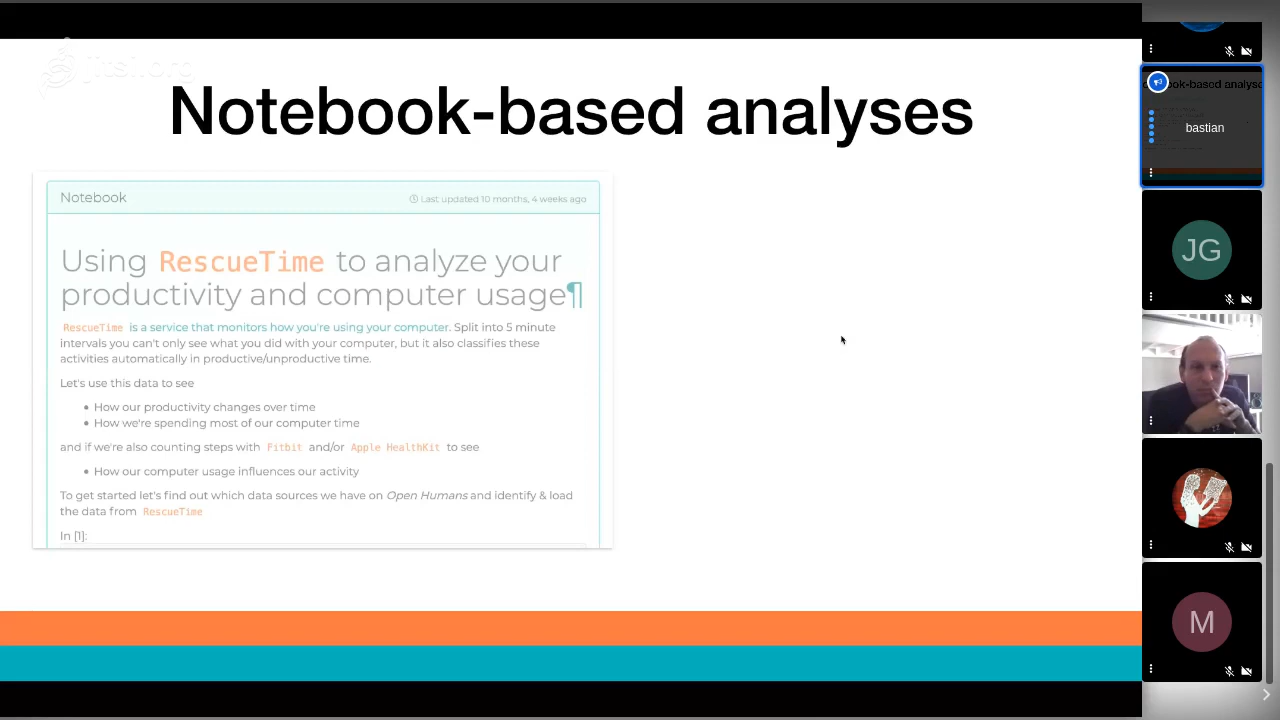 jitsi.org
Notebook-based analyses
Notebook
Last updated 10 months, 4 weeks ago
Using RescueTime to analyze your
productivity and computer usage¶
RescueTime is a service that monitors how you're using your computer. Split into 5 minute
intervals you can't only see what you did with your computer, but it also classifies these
activities automatically in productive/unproductive time.
Let's use this data to see
• How our productivity changes over time
• How we're spending most of our computer time
and if we're also counting steps with Fitbit and/or Apple HealthKit to see
• How our computer usage influences our activity
To get started let's find out which data sources we have on Open Humans and identify & load
the data from RescueTime
In [1]:
ook-based analyse
bastian
JG
M